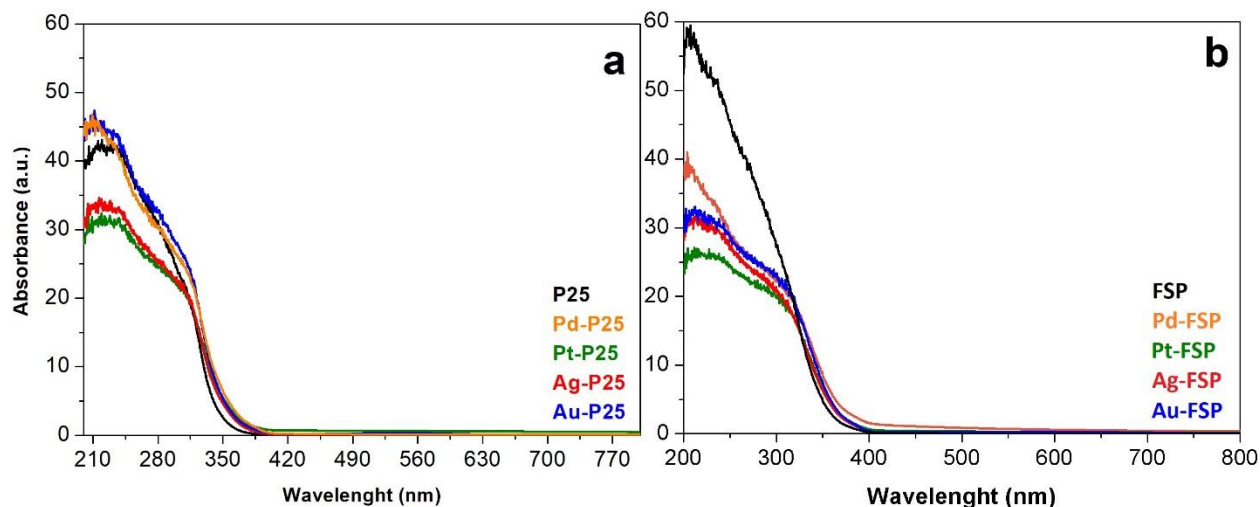 a
60
50
40
30
20
10
0
Absorbance (a.u.)
P25
Pd-P25
Pt-P25
Ag-P25
Au-P25
210 280 350 420 490 560 630 700 770
Wavelenght (nm)
b
60
50
40
30
20
10
0
FSP
Pd-FSP
Pt-FSP
Ag-FSP
Au-FSP
200 300 400 500 600 700 800
Wavelenght (nm)